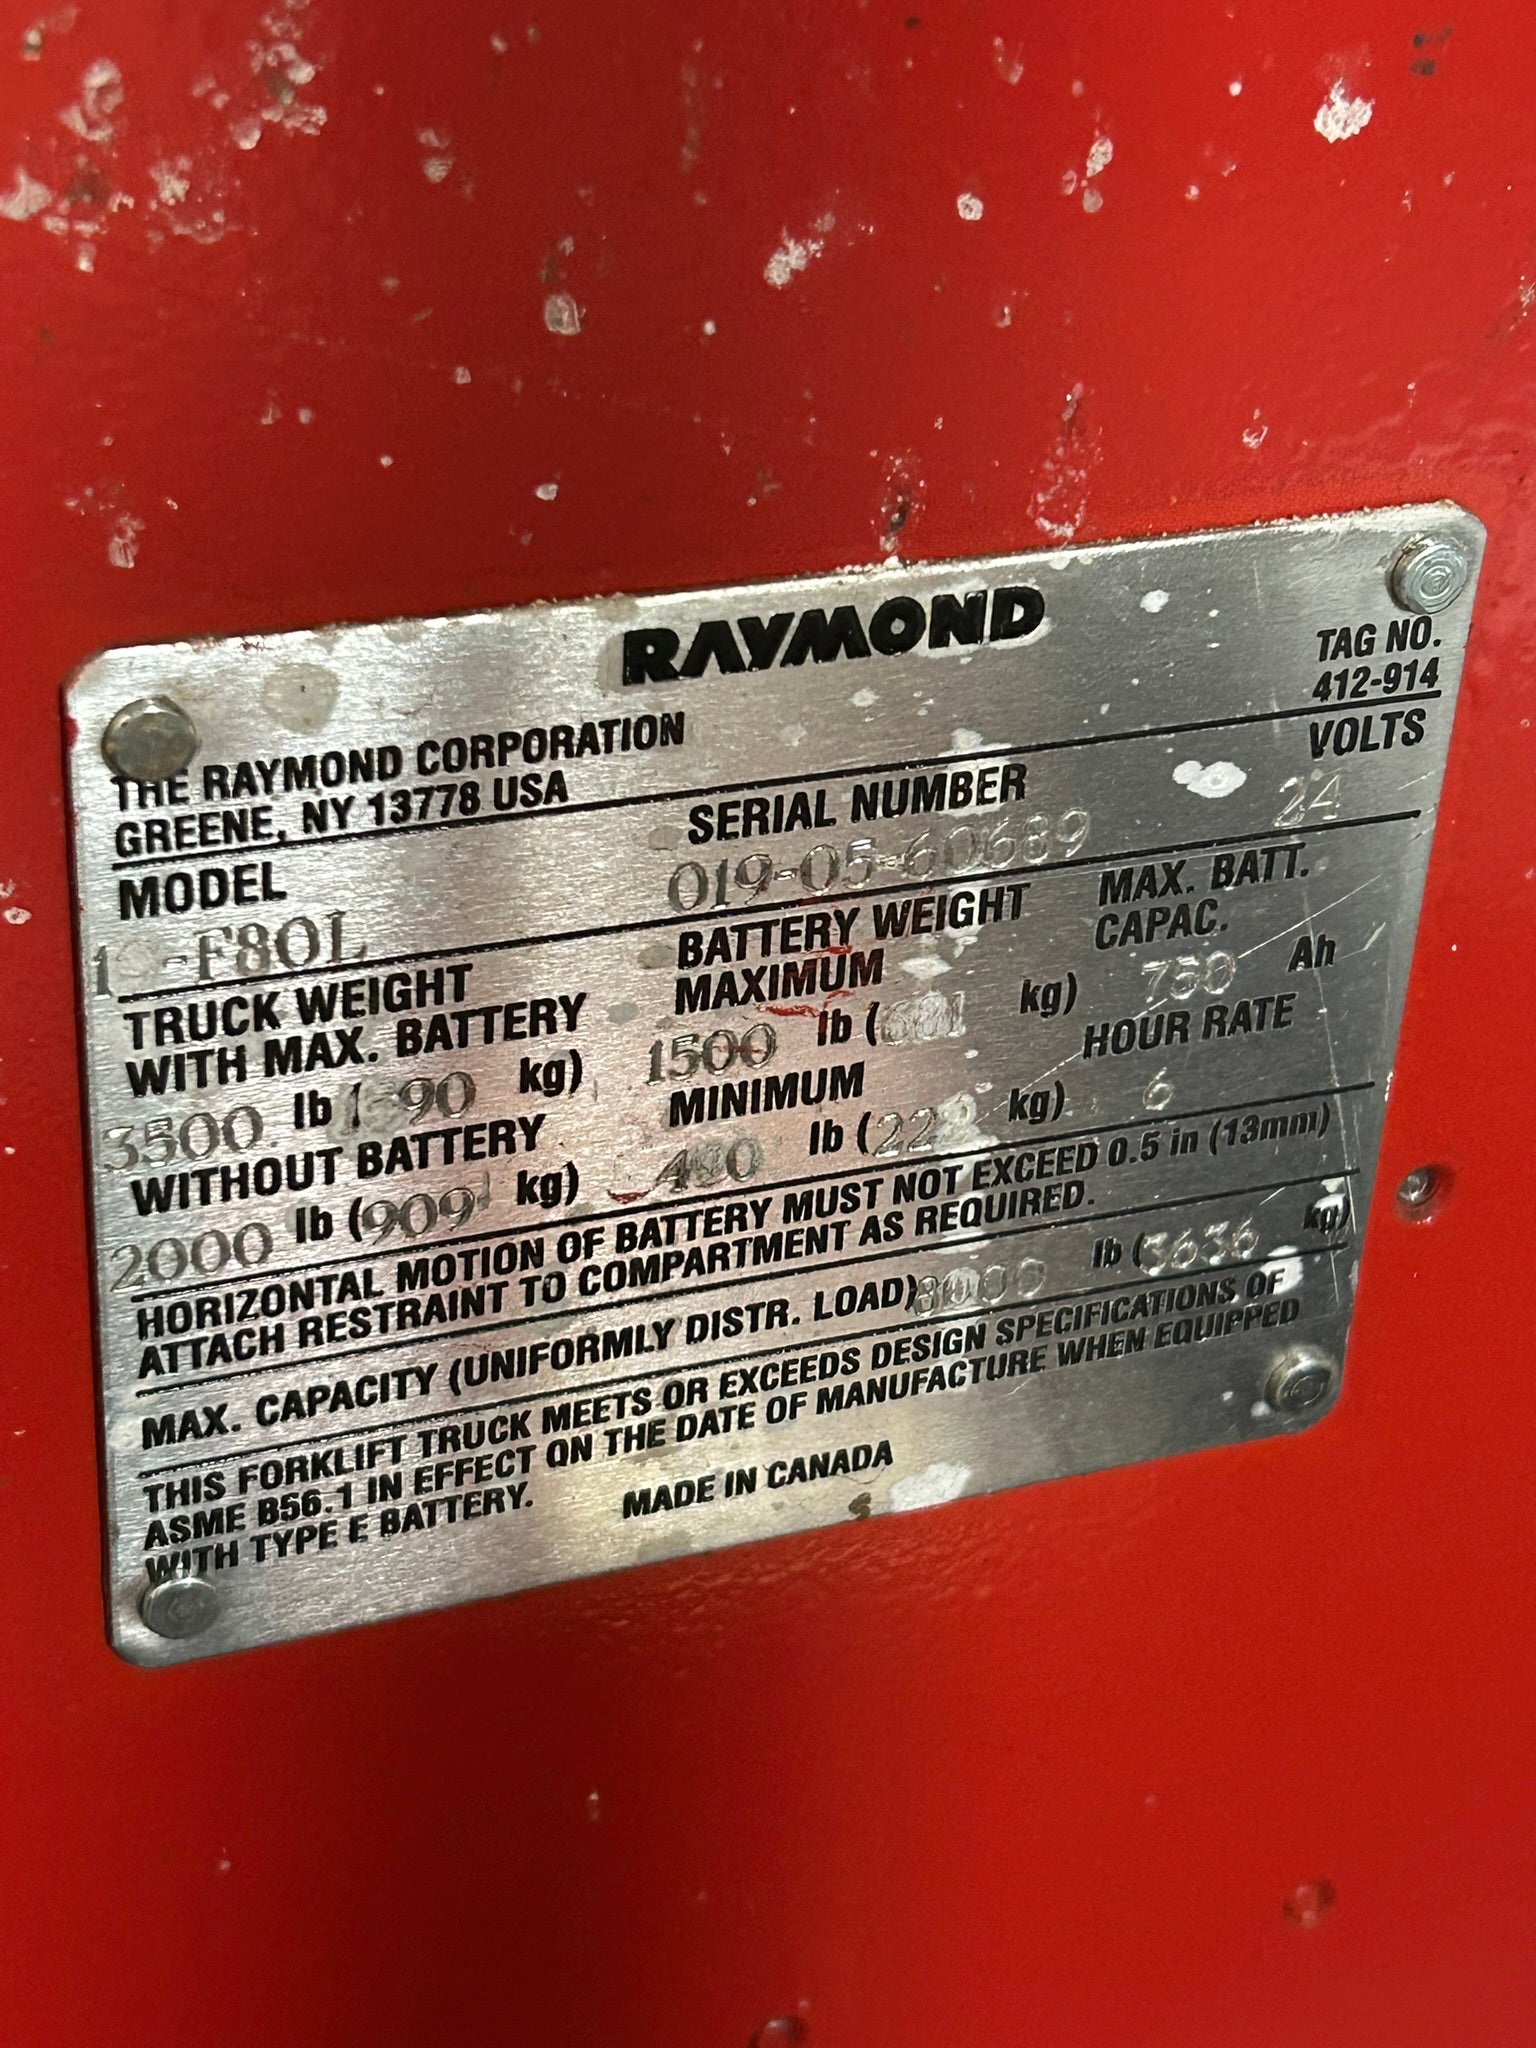 RAYMOND
TAG NO.
412-914
THE RAYMOND CORPORATION
GREENE, NY 13778 USA
MODEL
SERIAL NUMBER
019-05-60689
VOLTS
24
TRUCK WEIGHT
WITH MAX. BATTERY
3500 lb kg)
WITHOUT BATTERY
2000 lb (909 kg)
BATTERY WEIGHT
MAXIMUM
1500 lb ( kg)
MINIMUM
lb ( kg)
MAX. BATT.
CAPAC.
750 Ah
HOUR RATE
6
HORIZONTAL MOTION OF BATTERY MUST NOT EXCEED 0.5 in (13mm)
ATTACH RESTRAINT TO COMPARTMENT AS REQUIRED.
MAX. CAPACITY (UNIFORMLY DISTR. LOAD) 8000 lb (3636 kg)
THIS FORKLIFT TRUCK MEETS OR EXCEEDS DESIGN SPECIFICATIONS OF
ASME B56.1 IN EFFECT ON THE DATE OF MANUFACTURE WHEN EQUIPPED
WITH TYPE E BATTERY.
MADE IN CANADA